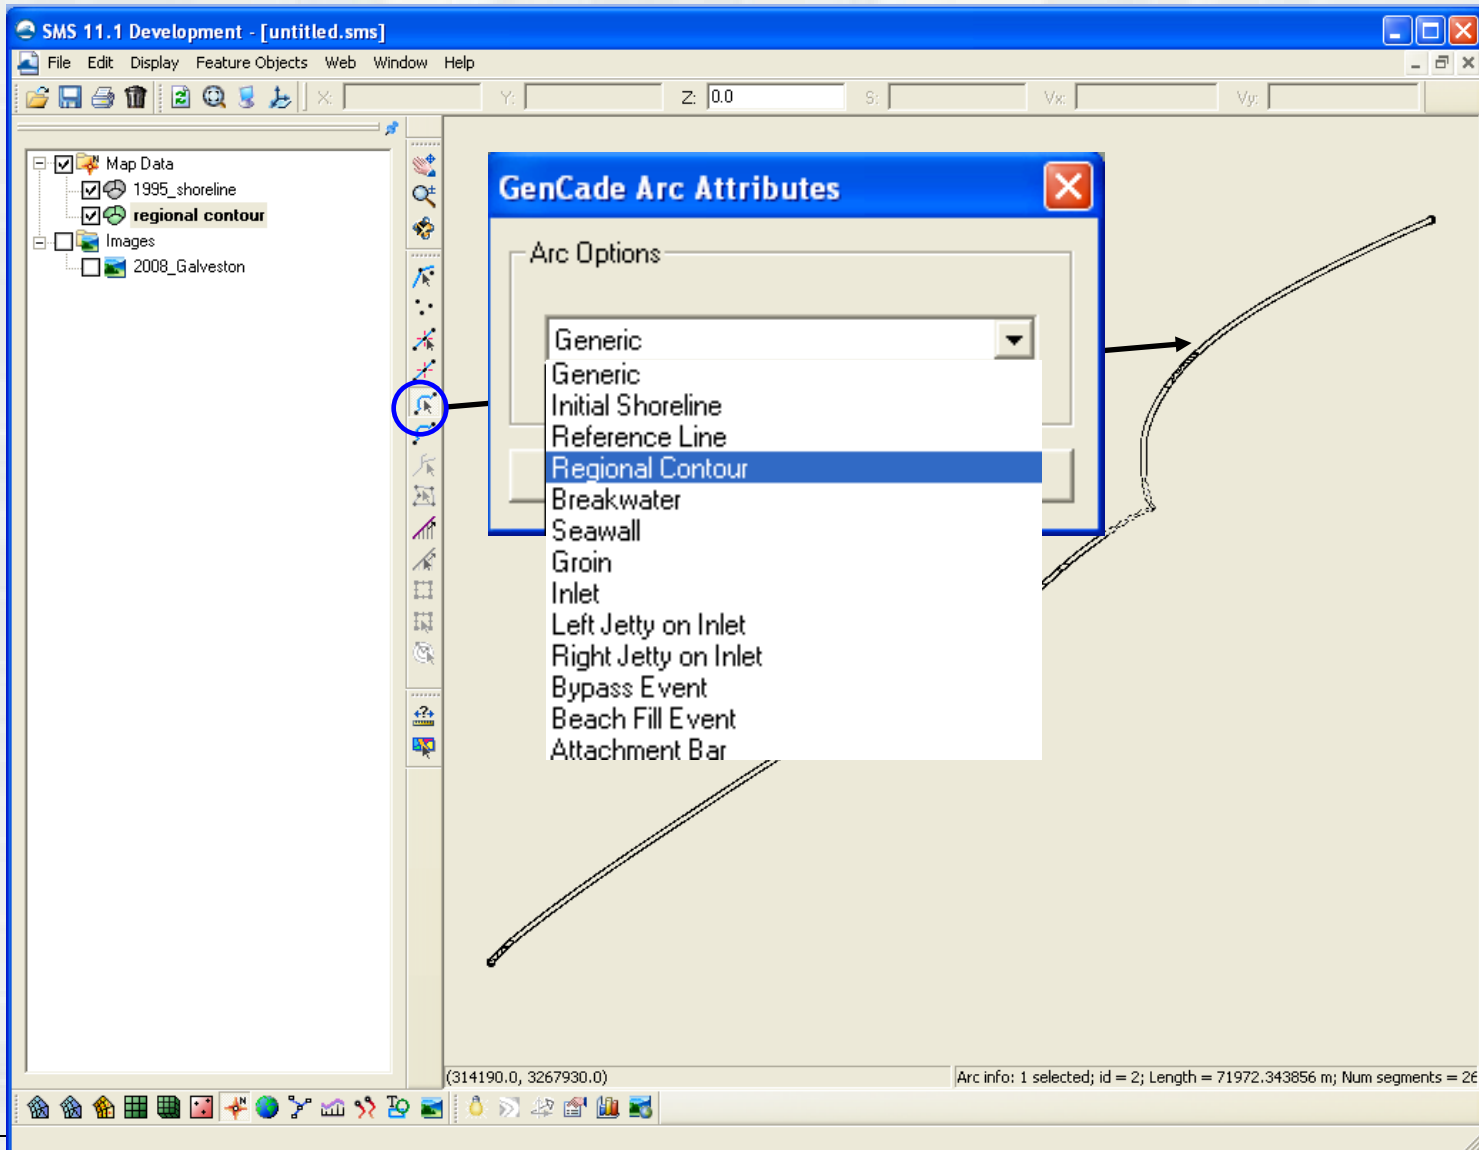 SMS 11.1 Development - [untitled.sms]
File Edit Display Feature Objects Web Window Help
X: Y: Z: 0.0 S: Vx: Vy:
Map Data
1995_shoreline
regional contour
Images
2008_Galveston
GenCade Arc Attributes
Arc Options
Generic
Generic
Initial Shoreline
Reference Line
Regional Contour
Breakwater
Seawall
Groin
Inlet
Left Jetty on Inlet
Right Jetty on Inlet
Bypass Event
Beach Fill Event
Attachment Bar
(314190.0, 3267930.0) Arc info: 1 selected; id = 2; Length = 71972.343856 m; Num segments = 26